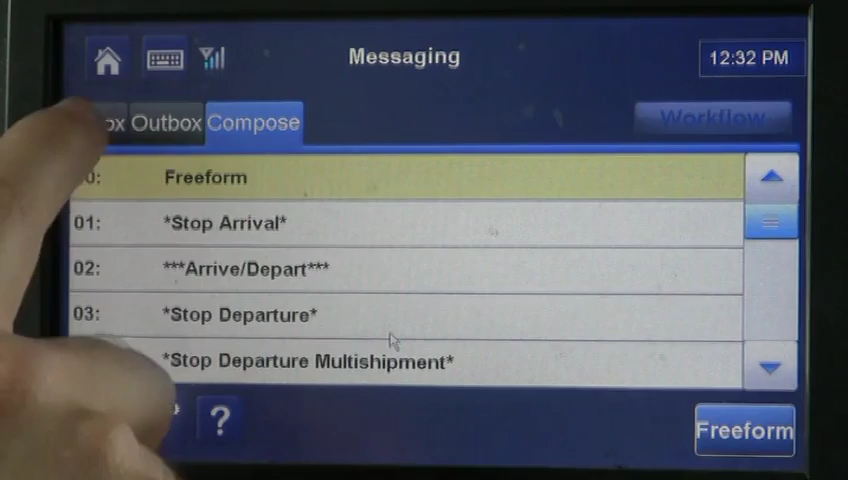 Messaging
12:32 PM
Outbox
Compose
Workflow
Freeform
01: *Stop Arrival*
02: ***Arrive/Depart***
03: *Stop Departure*
*Stop Departure Multishipment*
?
Freeform